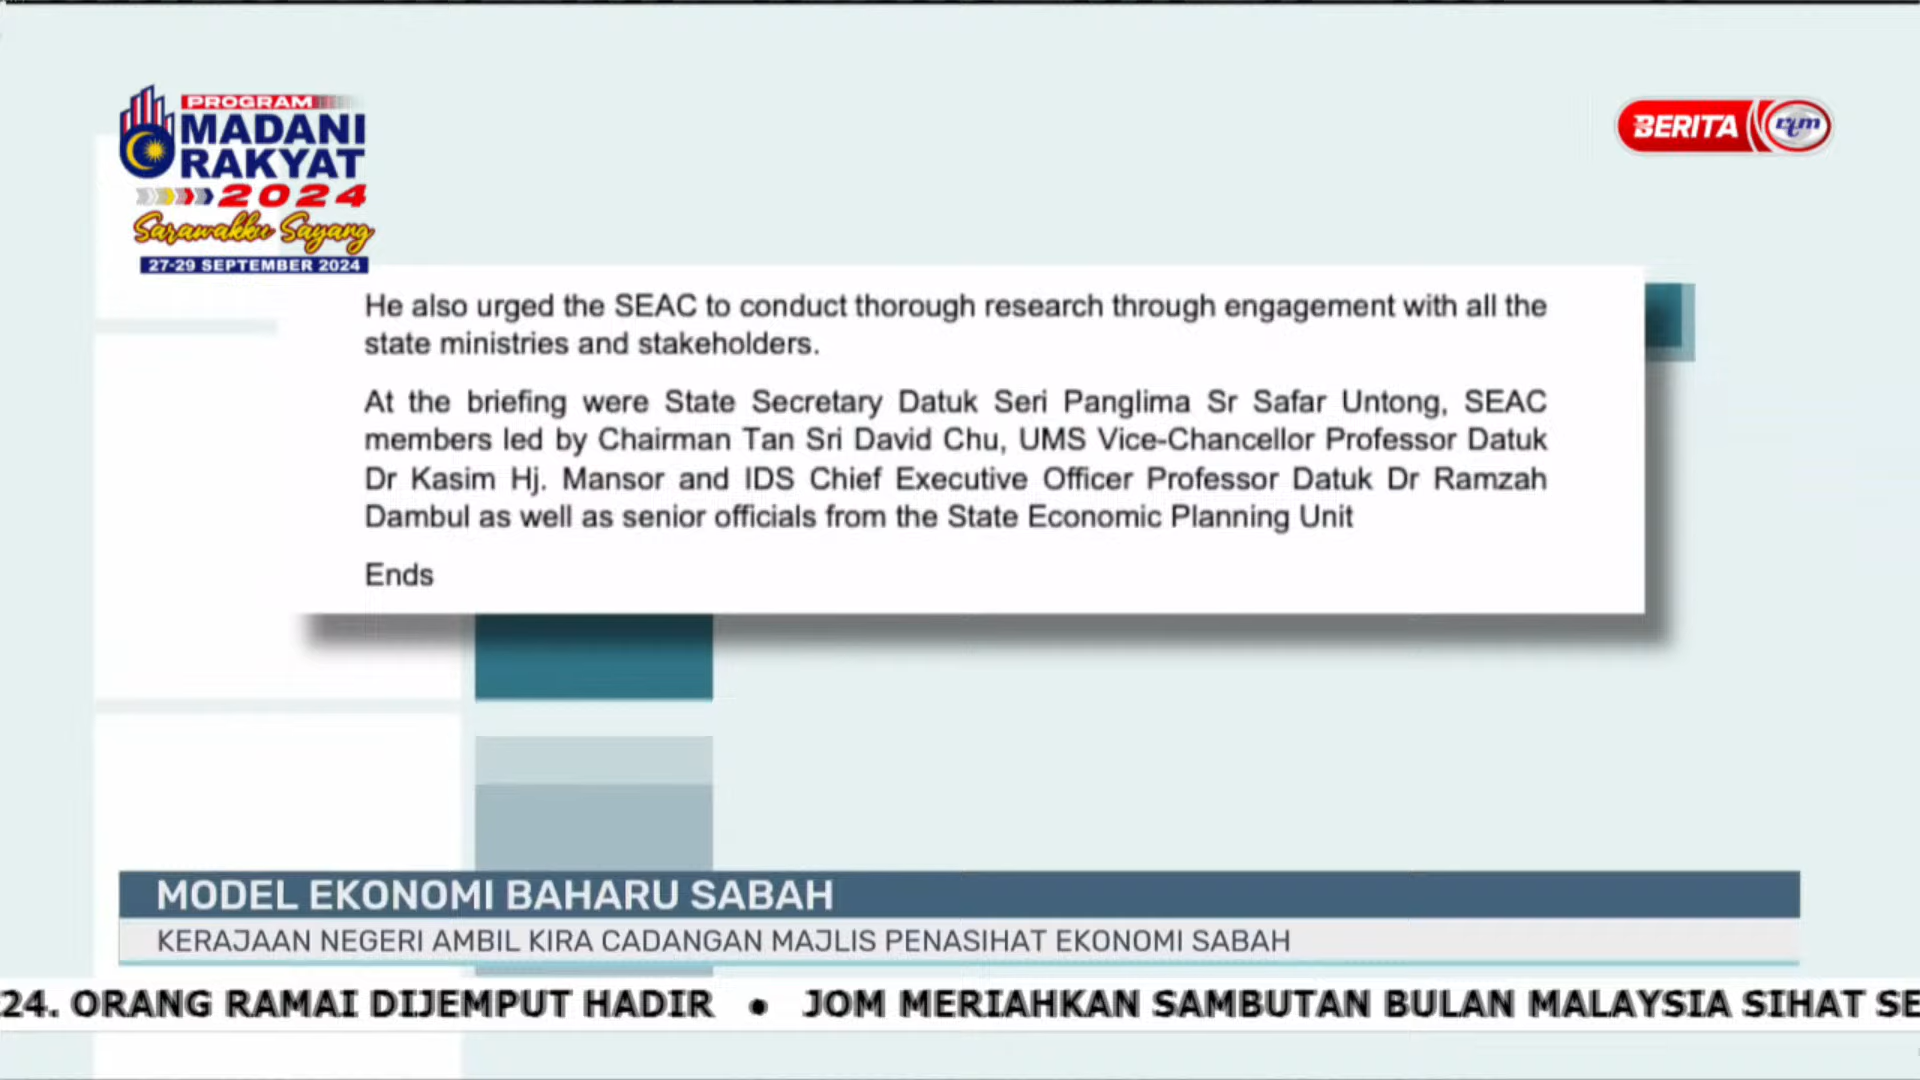 PROGRAM
MADANI
RAKYAT
2024
Sarawakku Sayang
27-29 SEPTEMBER 2024
BERITA rtm
He also urged the SEAC to conduct thorough research through engagement with all the
state ministries and stakeholders.
At the briefing were State Secretary Datuk Seri Panglima Sr Safar Untong, SEAC
members led by Chairman Tan Sri David Chu, UMS Vice-Chancellor Professor Datuk
Dr Kasim Hj. Mansor and IDS Chief Executive Officer Professor Datuk Dr Ramzah
Dambul as well as senior officials from the State Economic Planning Unit
Ends
MODEL EKONOMI BAHARU SABAH
KERAJAAN NEGERI AMBIL KIRA CADANGAN MAJLIS PENASIHAT EKONOMI SABAH
24. ORANG RAMAI DIJEMPUT HADIR • JOM MERIAHKAN SAMBUTAN BULAN MALAYSIA SIHAT SE